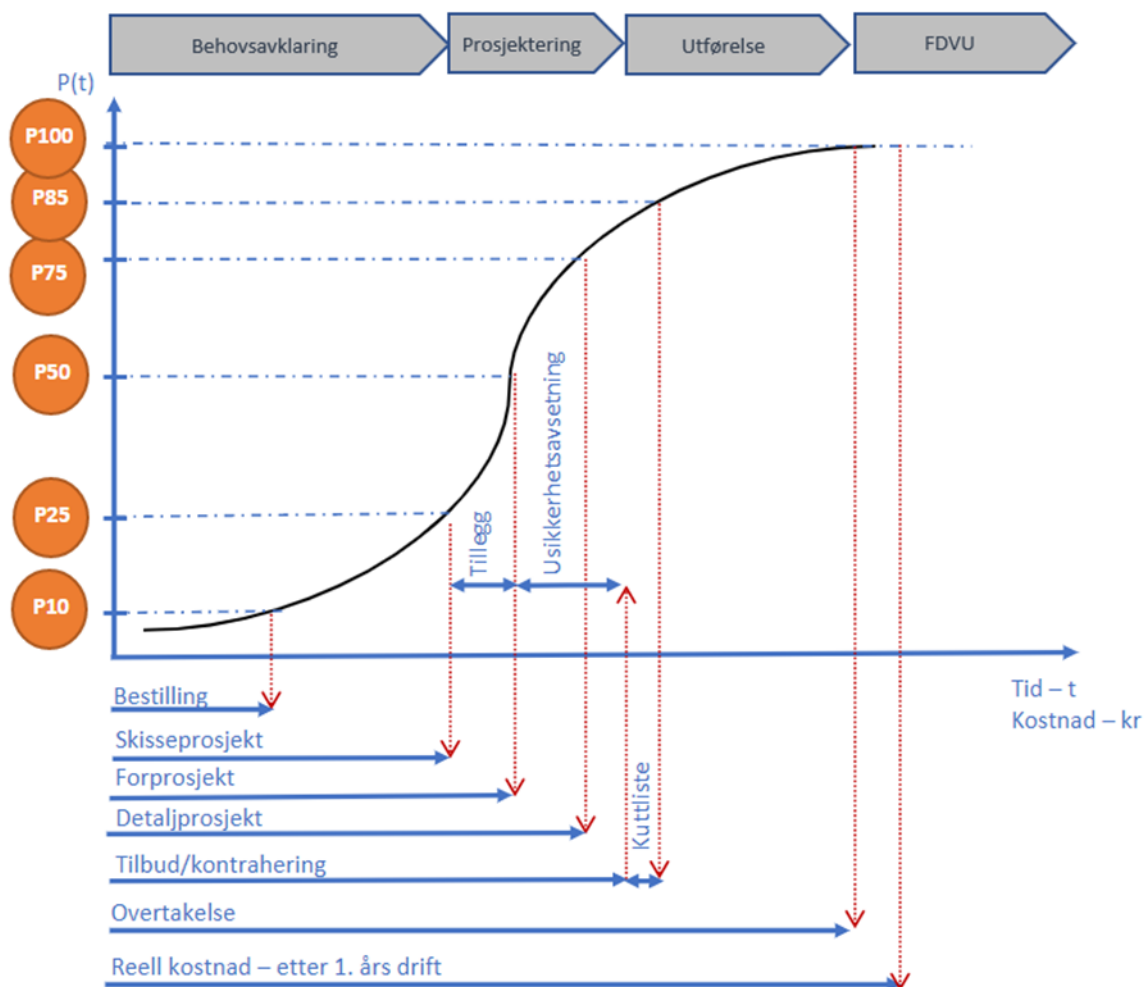 Behovsavklaring
Prosjektering
Utførelse
FDVU
P(t)
P100
P85
P75
P50
P25
P10
Tillegg
Usikkerhetsavsetning
Tid – t
Kostnad – kr
Bestilling
Skisseprosjekt
Forprosjekt
Detaljprosjekt
Kuttliste
Tilbud/kontrahering
Overtakelse
Reell kostnad – etter 1. års drift